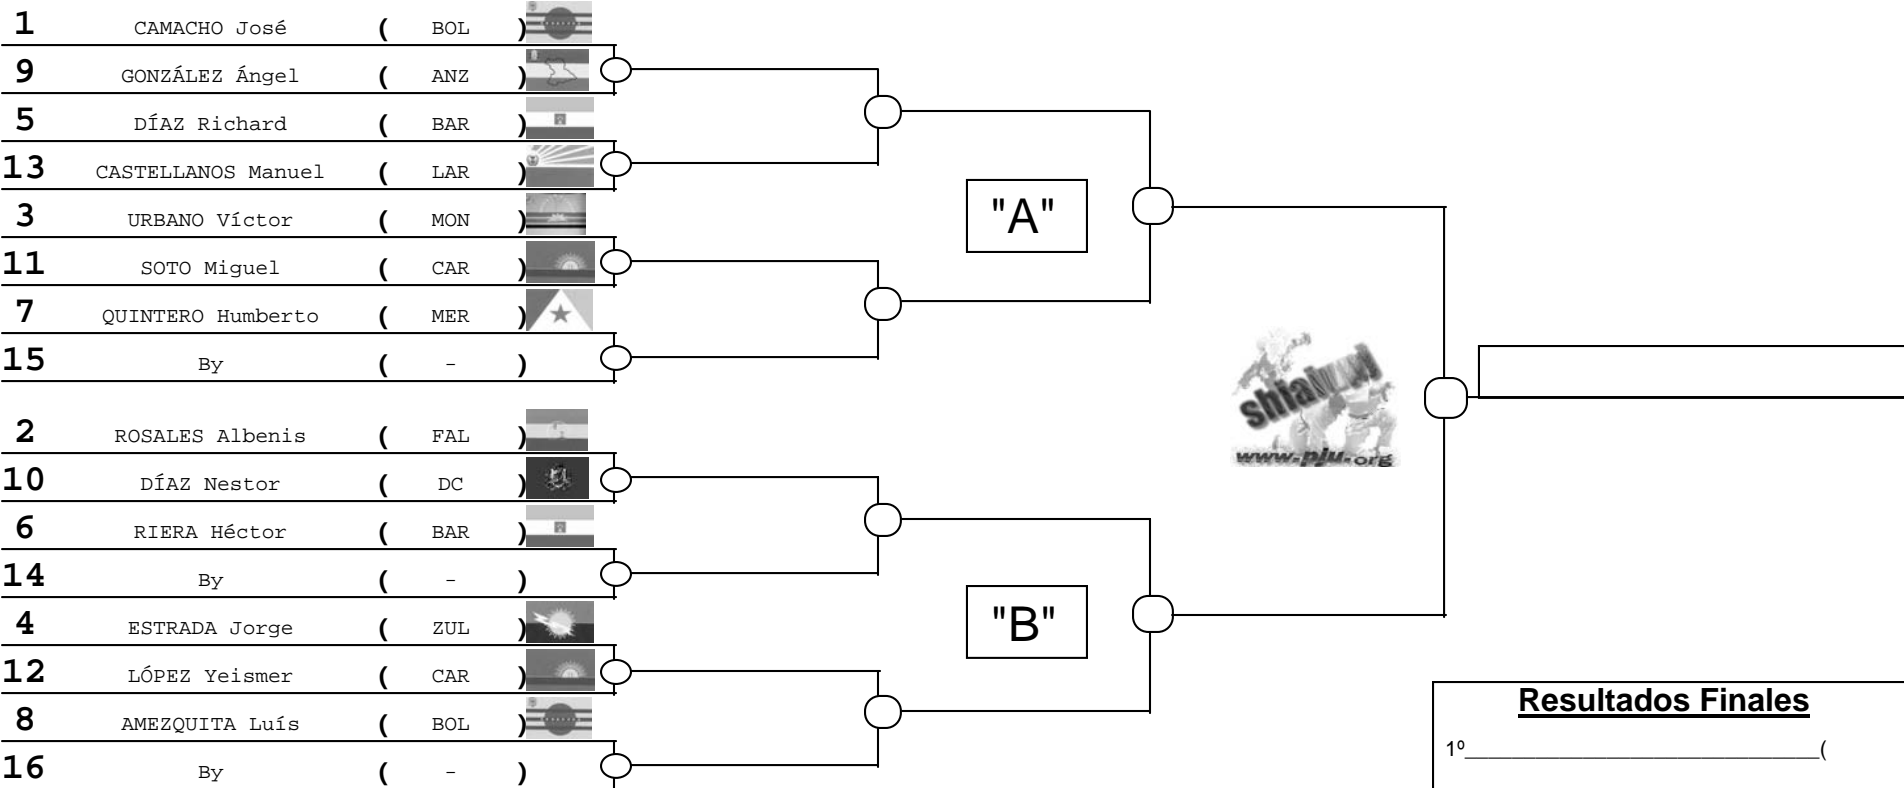 1 CAMACHO José ( BOL )
9 GONZÁLEZ Ángel ( ANZ )
5 DÍAZ Richard ( BAR )
13 CASTELLANOS Manuel ( LAR )
3 URBANO Víctor ( MON )
11 SOTO Miguel ( CAR )
7 QUINTERO Humberto ( MER )
15 By ( - )
"A"
shiai
www.pju.org
2 ROSALES Albenis ( FAL )
10 DÍAZ Nestor ( DC )
6 RIERA Héctor ( BAR )
14 By ( - )
4 ESTRADA Jorge ( ZUL )
12 LÓPEZ Yeismer ( CAR )
8 AMEZQUITA Luís ( BOL )
16 By ( - )
"B"
Resultados Finales
1º______________________________(